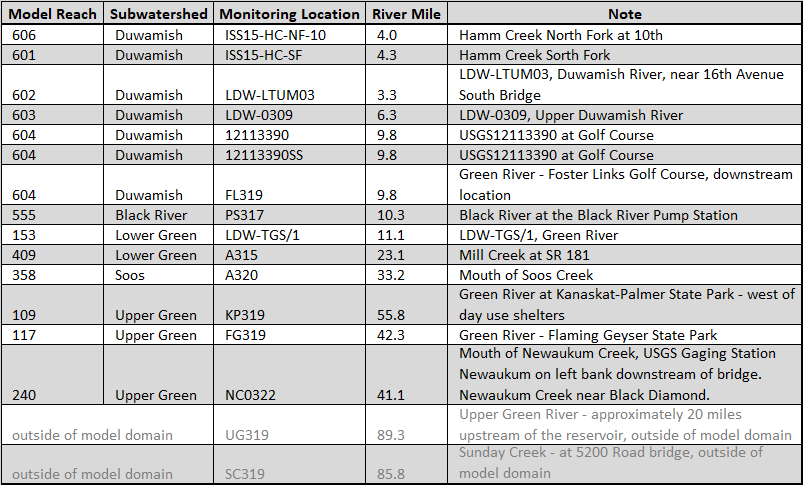 Model Reach Subwatershed Monitoring Location River Mile Note
606 Duwamish ISS15-HC-NF-10 4.0 Hamm Creek North Fork at 10th
601 Duwamish ISS15-HC-SF 4.3 Hamm Creek Sorth Fork
LDW-LTUM03, Duwamish River, near 16th Avenue
602 Duwamish LDW-LTUM03 3.3 South Bridge
603 Duwamish LDW-0309 6.3 LDW-0309, Upper Duwamish River
604 Duwamish 12113390 9.8 USGS12113390 at Golf Course
604 Duwamish 12113390SS 9.8 USGS12113390 at Golf Course
Green River - Foster Links Golf Course, downstream
604 Duwamish FL319 9.8 location
555 Black River PS317 10.3 Black River at the Black River Pump Station
153 Lower Green LDW-TGS/1 11.1 LDW-TGS/1, Green River
409 Lower Green A315 23.1 Mill Creek at SR 181
358 Soos A320 33.2 Mouth of Soos Creek
Green River at Kanaskat-Palmer State Park - west of
109 Upper Green KP319 55.8 day use shelters
117 Upper Green FG319 42.3 Green River - Flaming Geyser State Park
Mouth of Newaukum Creek, USGS Gaging Station
Newaukum on left bank downstream of bridge.
240 Upper Green NC0322 41.1 Newaukum Creek near Black Diamond.
Upper Green River - approximately 20 miles
outside of model domain UG319 89.3 upstream of the reservoir, outside of model domain
Sunday Creek - at 5200 Road bridge, outside of
outside of model domain SC319 85.8 model domain